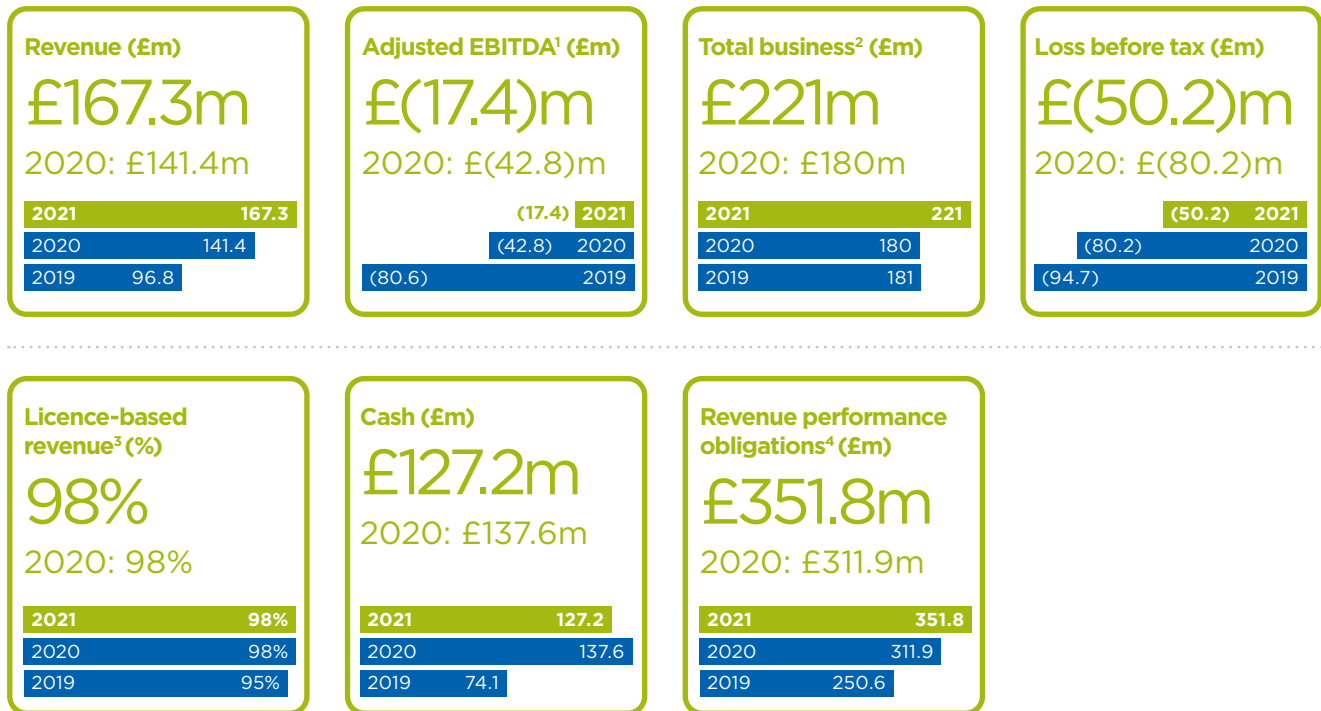 Revenue (£m)
£167.3m
2020: £141.4m
2021 167.3
2020 141.4
2019 96.8
Adjusted EBITDA¹ (£m)
£(17.4)m
2020: £(42.8)m
(17.4) 2021
(42.8) 2020
(80.6) 2019
Total business² (£m)
£221m
2020: £180m
2021 221
2020 180
2019 181
Loss before tax (£m)
£(50.2)m
2020: £(80.2)m
(50.2) 2021
(80.2) 2020
(94.7) 2019
Licence-based
revenue³ (%)
98%
2020: 98%
2021 98%
2020 98%
2019 95%
Cash (£m)
£127.2m
2020: £137.6m
2021 127.2
2020 137.6
2019 74.1
Revenue performance
obligations⁴ (£m)
£351.8m
2020: £311.9m
2021 351.8
2020 311.9
2019 250.6